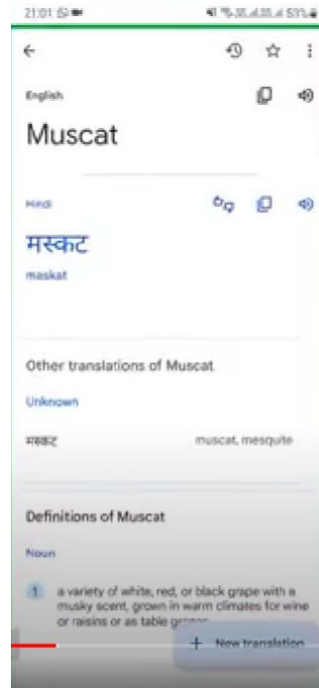 21:01
53%
English
Muscat
Hindi
मस्कट
maskat
Other translations of Muscat
Unknown
मस्कट muscat, mesquite
Definitions of Muscat
Noun
1 a variety of white, red, or black grape with a
musky scent, grown in warm climates for wine
or raisins or as table
+ New translation